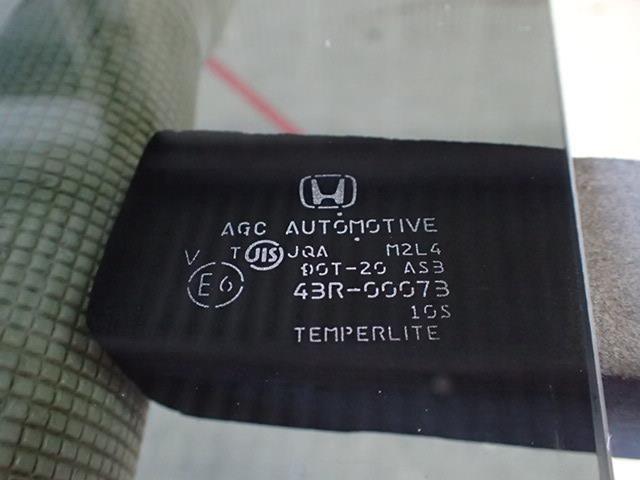 AGC AUTOMOTIVE
V T JIS JQA M2L4
DOT-20 AS3
E6 43R-00073
10S
TEMPERLITE